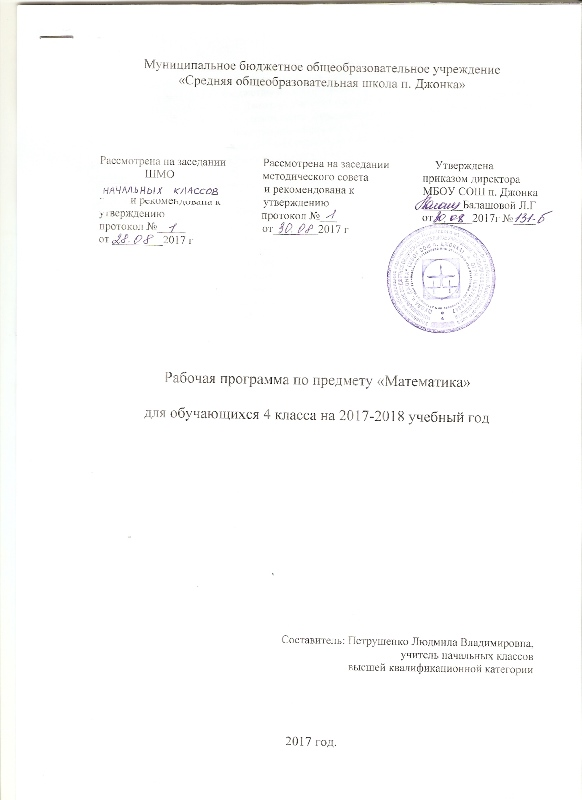 Муниципальное бюджетное общеобразовательное учреждение
«Средняя общеобразовательная школа п. Джонка»
Рассмотрена на заседании
ШМО
начальных классов
и рекомендована к
утверждению
протокол № 1
от 28.08 2017 г
Рассмотрена на заседании
методического совета
и рекомендована к
утверждению
протокол № 1
от 30.08 2017 г
Утверждена
приказом директора
МБОУ СОШ п. Джонка
Балашовой Л.Г
от 30.08 2017г № 131-б
Рабочая программа по предмету «Математика»
для обучающихся 4 класса на 2017-2018 учебный год
Составитель: Петрушенко Людмила Владимировна,
учитель начальных классов
высшей квалификационной категории
2017 год.